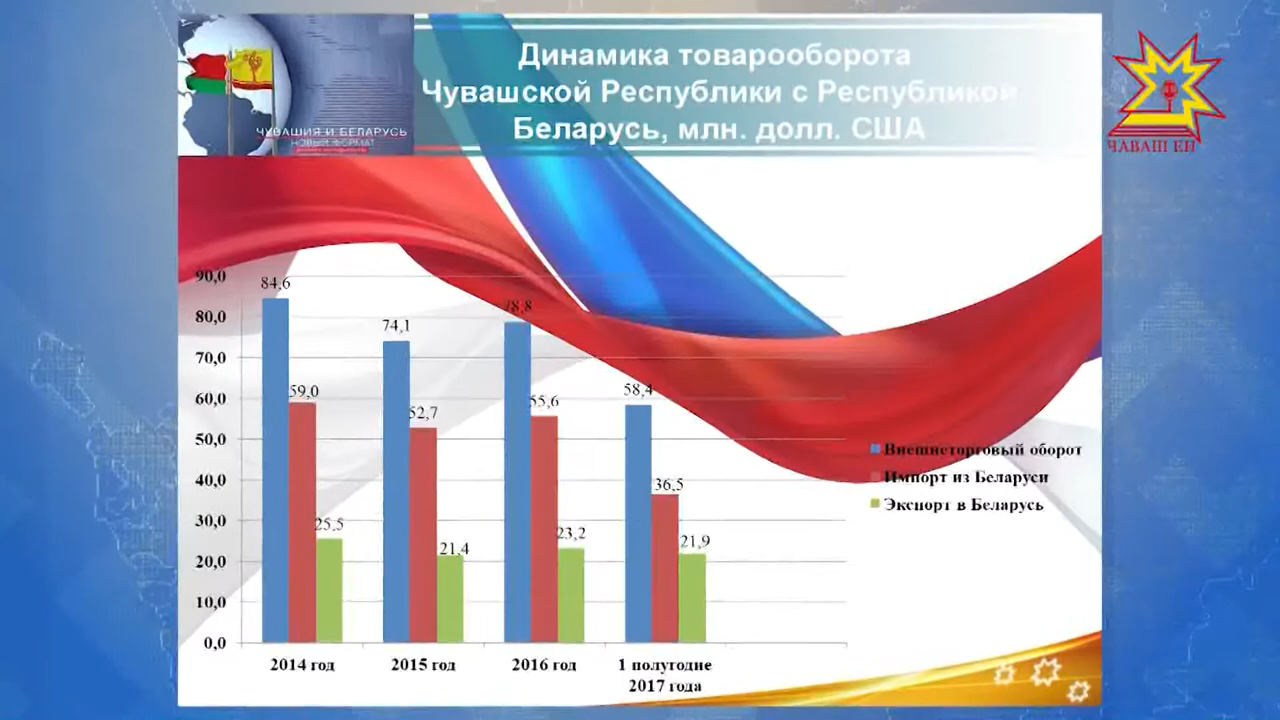 Динамика товарооборота
Чувашской Республики с Республикой
Беларусь, млн. долл. США
ЧУВАШИЯ И БЕЛАРУСЬ
НОВЫЙ ФОРМАТ
ЧĂВАШ ЕН
90,0
80,0
70,0
60,0
50,0
40,0
30,0
20,0
10,0
0,0
84,6
59,0
25,5
74,1
52,7
21,4
78,8
55,6
23,2
58,4
36,5
21,9
2014 год
2015 год
2016 год
1 полугодие
2017 года
Внешнеторговый оборот
Импорт из Беларуси
Экспорт в Беларусь